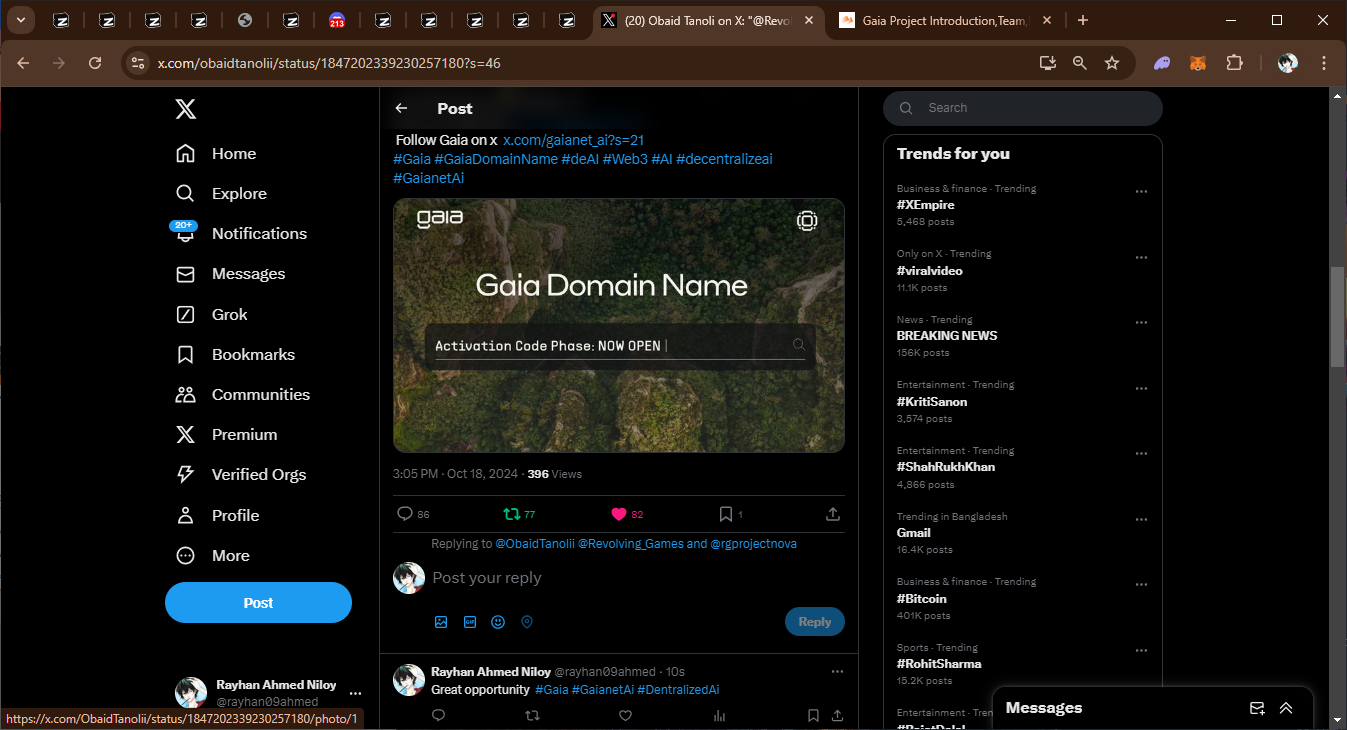 213
(20) Obaid Tanoli on X: "@Revol
Gaia Project Introduction,Team,
x.com/obaidtanolii/status/1847202339230257180?s=46
Home
Explore
20+
Notifications
Messages
Grok
Bookmarks
Communities
Premium
Verified Orgs
Profile
More
Post
Rayhan Ahmed Niloy
@rayhan09ahmed
https://x.com/ObaidTanolii/status/1847202339230257180/photo/1
Post
Follow Gaia on x x.com/gaianet_ai?s=21
#Gaia #GaiaDomainName #deAI #Web3 #AI #decentralizeai
#GaianetAi
gaia
Gaia Domain Name
Activation Code Phase: NOW OPEN |
3:05 PM · Oct 18, 2024 · 396 Views
86 77 82 1
Replying to @ObaidTanolii @Revolving_Games and @rgprojectnova
Post your reply
GIF
Reply
Rayhan Ahmed Niloy @rayhan09ahmed · 10s
Great opportunity #Gaia #GaianetAi #DentralizedAi
Search
Trends for you
Business & finance · Trending
#XEmpire
5,468 posts
Only on X · Trending
#viralvideo
11.1K posts
News · Trending
BREAKING NEWS
156K posts
Entertainment · Trending
#KritiSanon
3,574 posts
Entertainment · Trending
#ShahRukhKhan
4,866 posts
Trending in Bangladesh
Gmail
16.4K posts
Business & finance · Trending
#Bitcoin
401K posts
Sports · Trending
#RohitSharma
15.2K posts
Entertainment · Tren
Messages